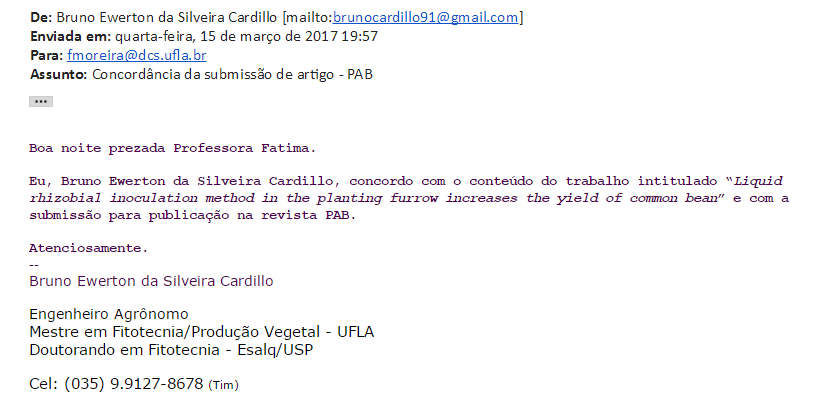 De: Bruno Ewerton da Silveira Cardillo [mailto:brunocardillo91@gmail.com]
Enviada em: quarta-feira, 15 de março de 2017 19:57
Para: fmoreira@dcs.ufla.br
Assunto: Concordância da submissão de artigo - PAB
•••
Boa noite prezada Professora Fatima.
Eu, Bruno Ewerton da Silveira Cardillo, concordo com o conteúdo do trabalho intitulado “Liquid
rhizobial inoculation method in the planting furrow increases the yield of common bean” e com a
submissão para publicação na revista PAB.
Atenciosamente.
--
Bruno Ewerton da Silveira Cardillo
Engenheiro Agrônomo
Mestre em Fitotecnia/Produção Vegetal - UFLA
Doutorando em Fitotecnia - Esalq/USP
Cel: (035) 9.9127-8678 (Tim)